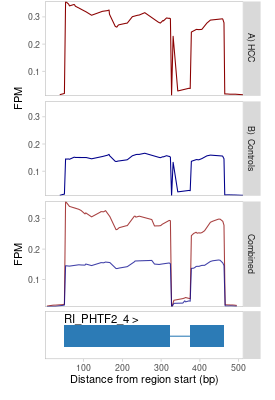 0.3
0.2
0.1
A) HCC
FPM
0.3
0.2
0.1
B). Controls
0.3
0.2
0.1
Combined
FPM
RI_PHTF2_4 >
100 200 300 400 500
Distance from region start (bp)